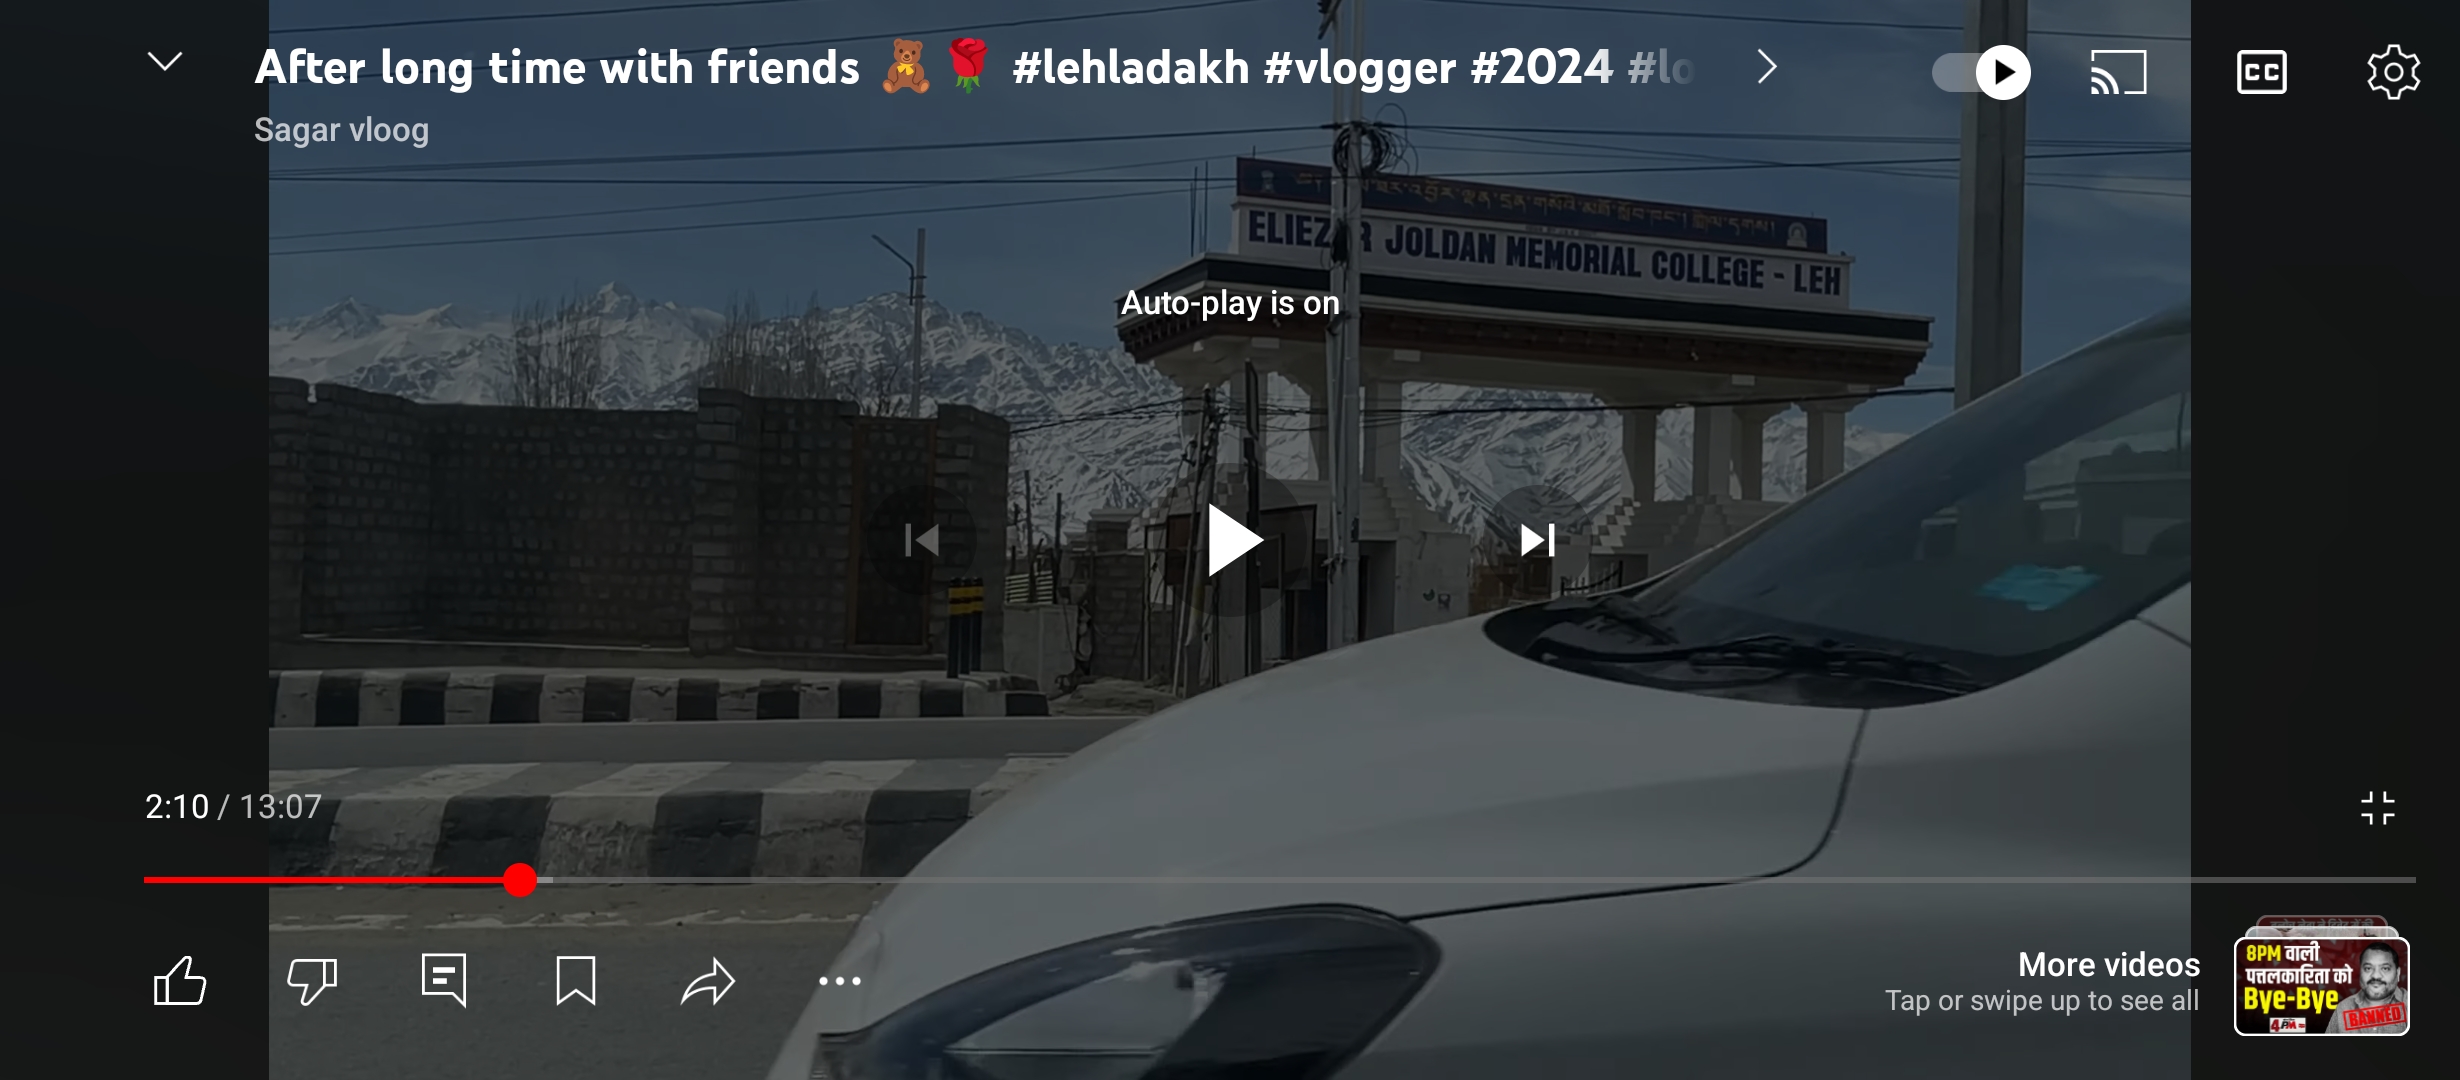 After long time with friends 🧸🌹 #lehladakh #vlogger #2024 #lo
Sagar vloog
ELIEZ R JOLDAN MEMORIAL COLLEGE - LEH
Auto-play is on
2:10 / 13:07
More videos
Tap or swipe up to see all
8PM वाली
पत्तलकारिता को
Bye-Bye
4PM
BANNED
CC